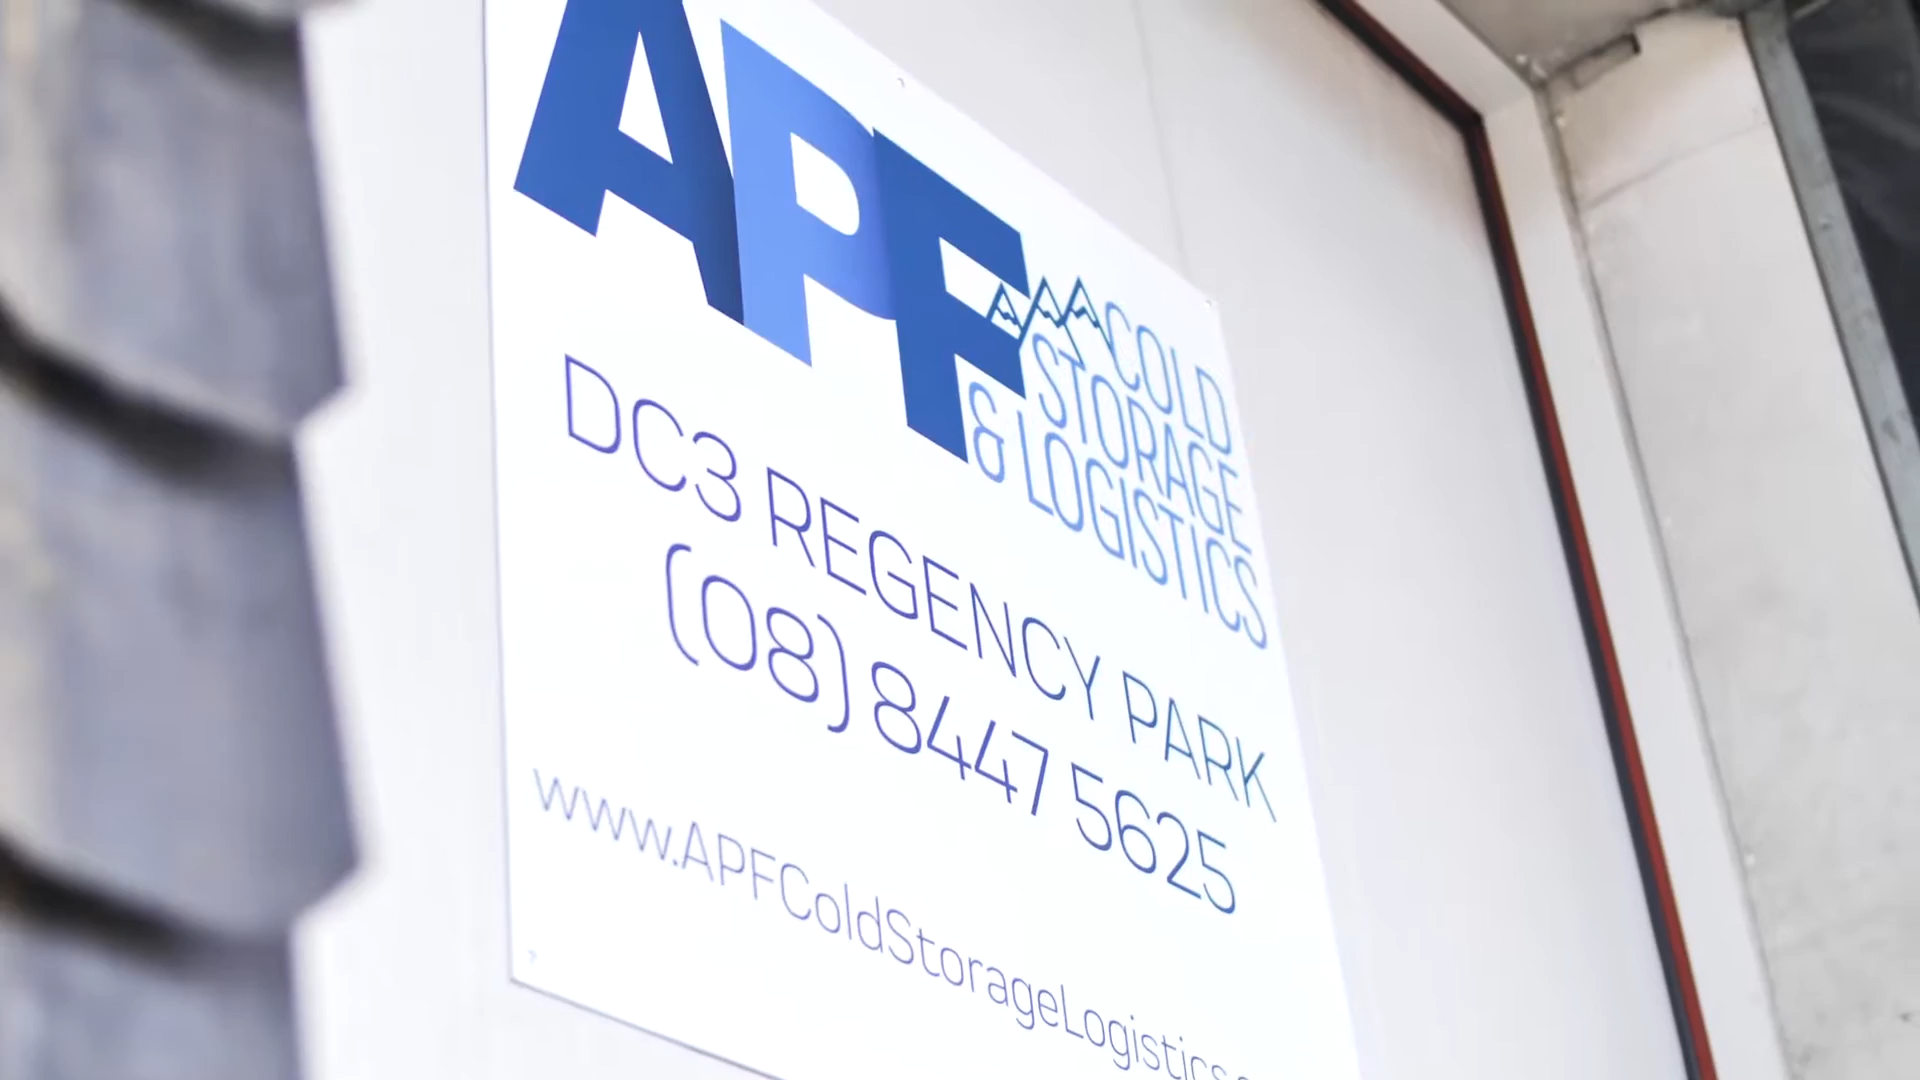 APF
COLD
STORAGE
& LOGISTICS
DC3 REGENCY PARK
(08) 8447 5625
www.APFColdStorageLogistics